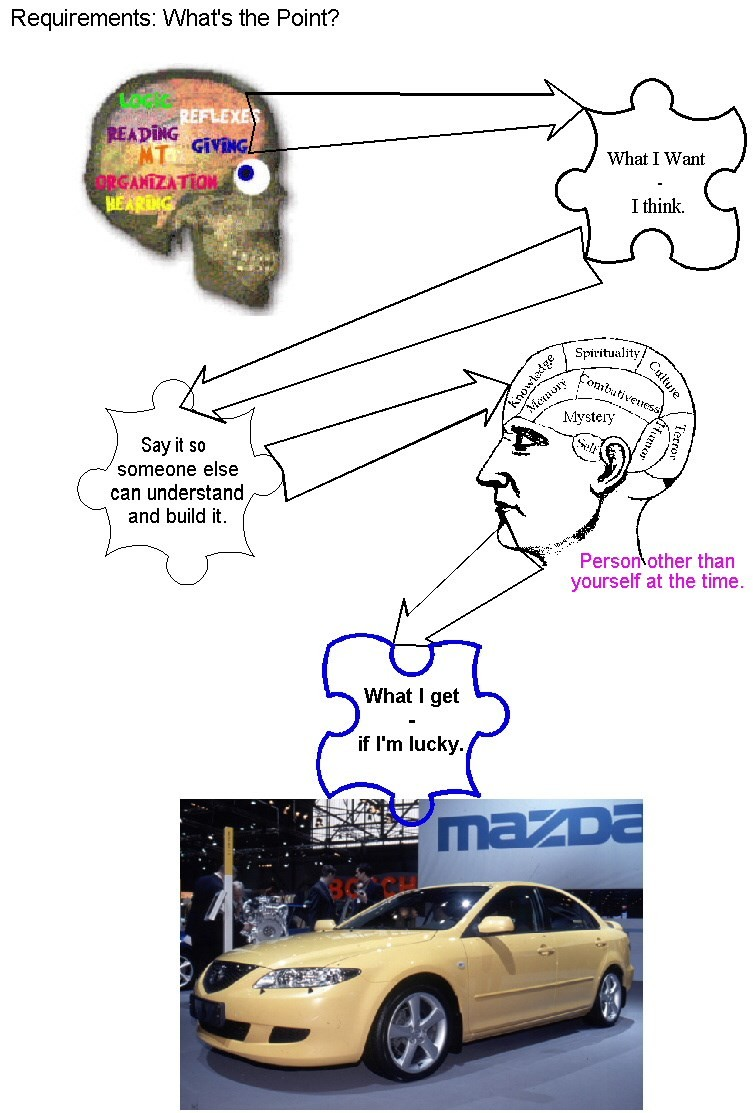 Requirements: What's the Point?
LOGIC
REFLEXES
READING
MT
GIVING
ORGANIZATION
HEARING
What I Want
-
I think.
Knowledge
Spirituality
Culture
Memory
Combativeness
Mystery
Self
Humor
Terror
Say it so
someone else
can understand
and build it.
Person other than
yourself at the time.
What I get
-
if I'm lucky.
mazda
BOSCH